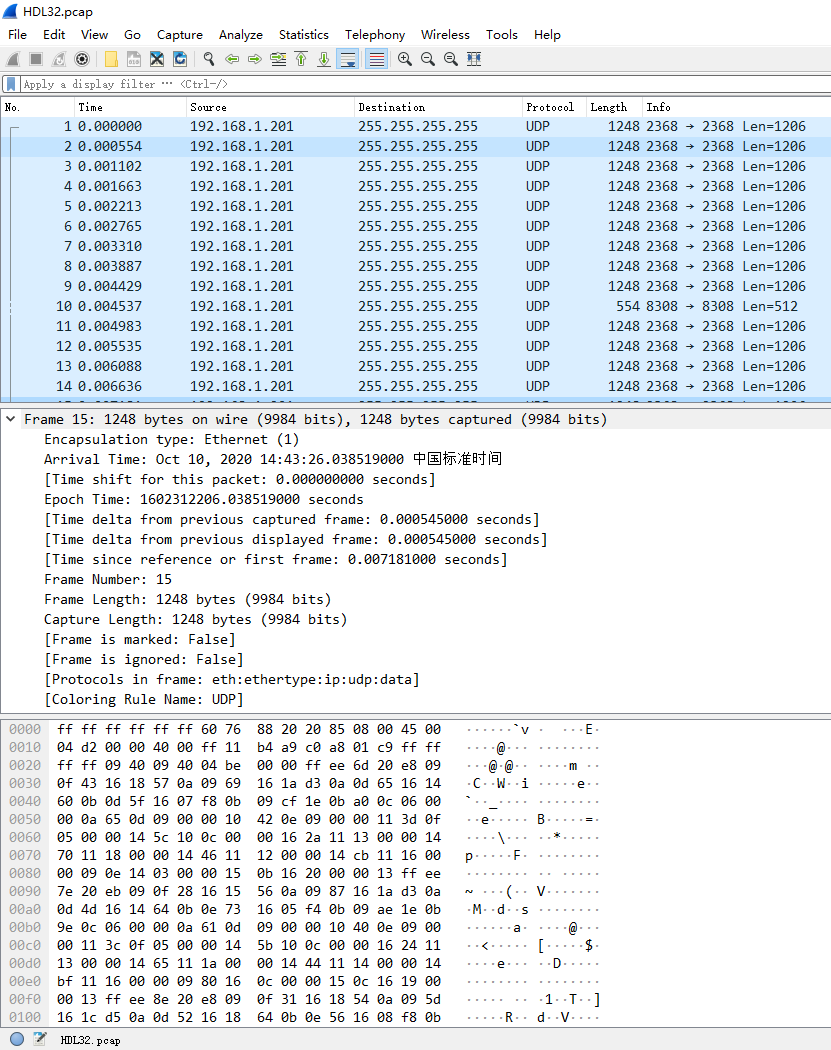 HDL32.pcap
File Edit View Go Capture Analyze Statistics Telephony Wireless Tools Help
Apply a display filter ··· <Ctrl-/>
No. Time Source Destination Protocol Length Info
1 0.000000 192.168.1.201 255.255.255.255 UDP 1248 2368 → 2368 Len=1206
2 0.000554 192.168.1.201 255.255.255.255 UDP 1248 2368 → 2368 Len=1206
3 0.001102 192.168.1.201 255.255.255.255 UDP 1248 2368 → 2368 Len=1206
4 0.001663 192.168.1.201 255.255.255.255 UDP 1248 2368 → 2368 Len=1206
5 0.002213 192.168.1.201 255.255.255.255 UDP 1248 2368 → 2368 Len=1206
6 0.002765 192.168.1.201 255.255.255.255 UDP 1248 2368 → 2368 Len=1206
7 0.003310 192.168.1.201 255.255.255.255 UDP 1248 2368 → 2368 Len=1206
8 0.003887 192.168.1.201 255.255.255.255 UDP 1248 2368 → 2368 Len=1206
9 0.004429 192.168.1.201 255.255.255.255 UDP 1248 2368 → 2368 Len=1206
10 0.004537 192.168.1.201 255.255.255.255 UDP 554 8308 → 8308 Len=512
11 0.004983 192.168.1.201 255.255.255.255 UDP 1248 2368 → 2368 Len=1206
12 0.005535 192.168.1.201 255.255.255.255 UDP 1248 2368 → 2368 Len=1206
13 0.006088 192.168.1.201 255.255.255.255 UDP 1248 2368 → 2368 Len=1206
14 0.006636 192.168.1.201 255.255.255.255 UDP 1248 2368 → 2368 Len=1206
Frame 15: 1248 bytes on wire (9984 bits), 1248 bytes captured (9984 bits)
Encapsulation type: Ethernet (1)
Arrival Time: Oct 10, 2020 14:43:26.038519000 中国标准时间
[Time shift for this packet: 0.000000000 seconds]
Epoch Time: 1602312206.038519000 seconds
[Time delta from previous captured frame: 0.000545000 seconds]
[Time delta from previous displayed frame: 0.000545000 seconds]
[Time since reference or first frame: 0.007181000 seconds]
Frame Number: 15
Frame Length: 1248 bytes (9984 bits)
Capture Length: 1248 bytes (9984 bits)
[Frame is marked: False]
[Frame is ignored: False]
[Protocols in frame: eth:ethertype:ip:udp:data]
[Coloring Rule Name: UDP]
0000 ff ff ff ff ff ff 60 76 88 20 20 85 08 00 45 00 ······`v ·  ···E·
0010 04 d2 00 00 40 00 ff 11 b4 a9 c0 a8 01 c9 ff ff ····@··· ········
0020 ff ff 09 40 09 40 04 be 00 00 ff ee 6d 20 e8 09 ···@·@·· ····m ··
0030 0f 43 16 18 57 0a 09 69 16 1a d3 0a 0d 65 16 14 ·C··W··i ·····e··
0040 60 0b 0d 5f 16 07 f8 0b 09 cf 1e 0b a0 0c 06 00 `··_···· ········
0050 00 0a 65 0d 09 00 00 10 42 0e 09 00 00 11 3d 0f ··e····· B·····=·
0060 05 00 00 14 5c 10 0c 00 00 16 2a 11 13 00 00 14 ····\··· ··*·····
0070 70 11 18 00 00 14 46 11 12 00 00 14 cb 11 16 00 p·····F· ········
0080 00 09 0e 14 03 00 00 15 0b 16 20 00 00 13 ff ee ········ ·· ·····
0090 7e 20 eb 09 0f 28 16 15 56 0a 09 87 16 1a d3 0a ~ ···(·· V·······
00a0 0d 4d 16 14 64 0b 0e 73 16 05 f4 0b 09 ae 1e 0b ·M··d··s ········
00b0 9e 0c 06 00 00 0a 61 0d 09 00 00 10 40 0e 09 00 ······a· ····@···
00c0 00 11 3c 0f 05 00 00 14 5b 10 0c 00 00 16 24 11 ··<····· [·····$·
00d0 13 00 00 14 65 11 1a 00 00 14 44 11 14 00 00 14 ····e··· ··D·····
00e0 bf 11 16 00 00 09 80 16 0c 00 00 15 0c 16 19 00 ········ ········
00f0 00 13 ff ee 8e 20 e8 09 0f 31 16 18 54 0a 09 5d ····· ·· ·1··T··]
0100 16 1c d5 0a 0d 52 16 18 64 0b 0e 56 16 08 f8 0b ·····R·· d··V····
HDL32.pcap